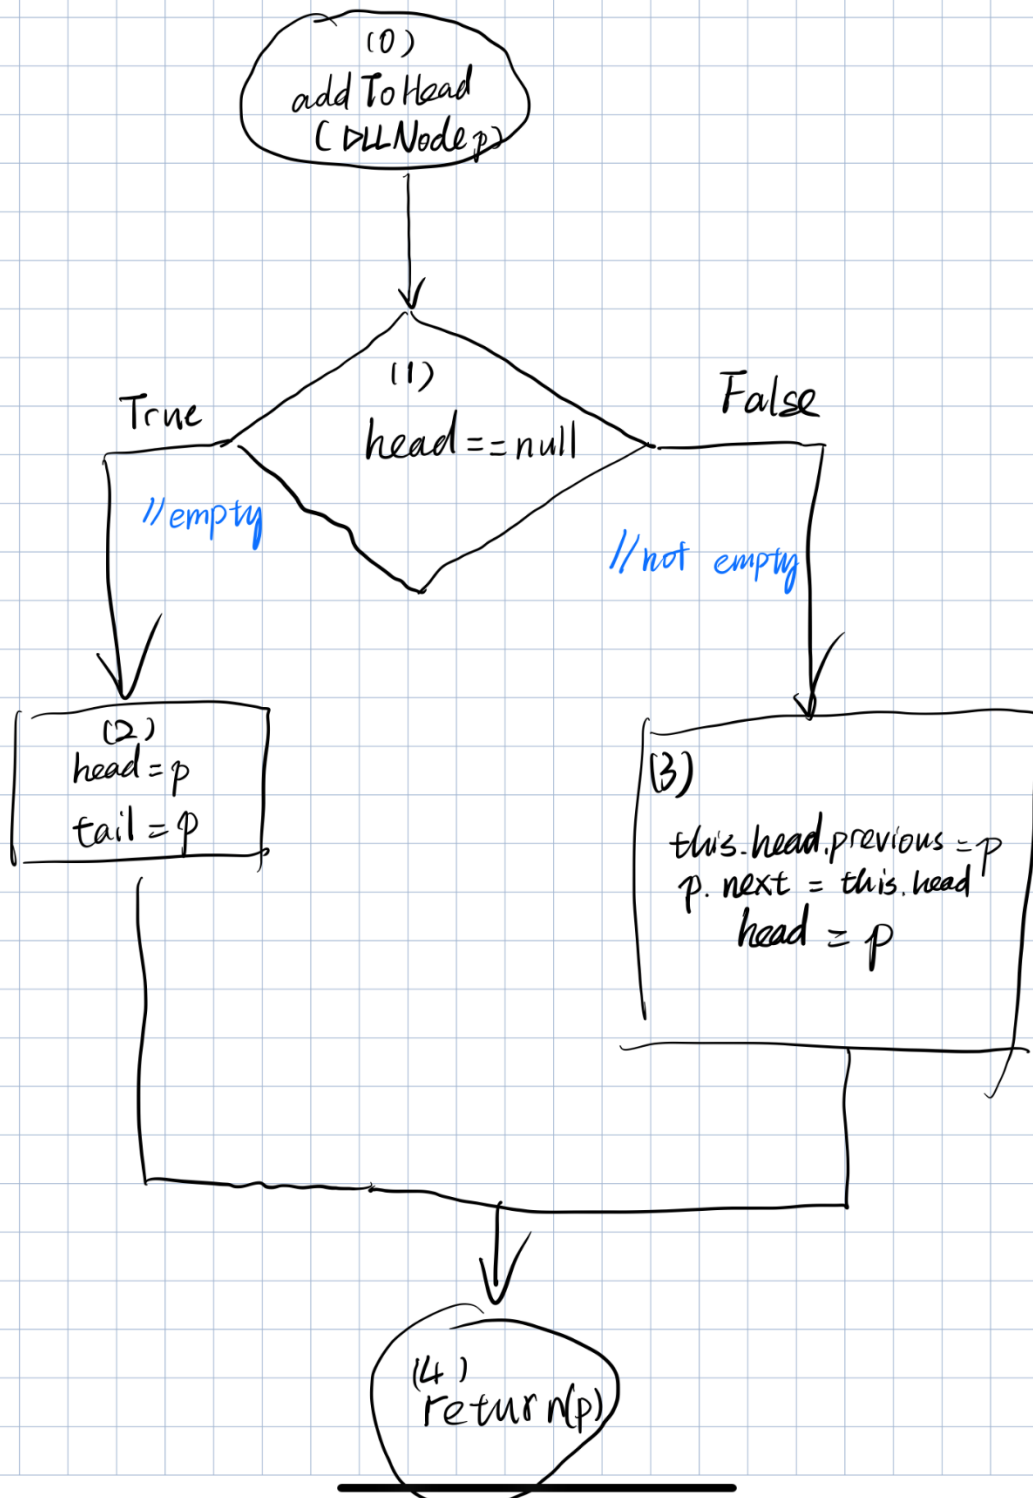 (0)
addToHead
(DLLNode p)
(1)
head==null
True
False
//empty
//not empty
(2)
head=p
tail=p
(3)
this.head.previous=p
p.next = this.head
head = p
(4)
return(p)